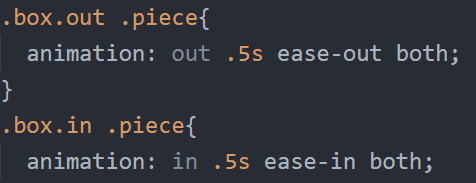 .box.out .piece{
  animation: out .5s ease-out both;
}
.box.in .piece{
  animation: in .5s ease-in both;